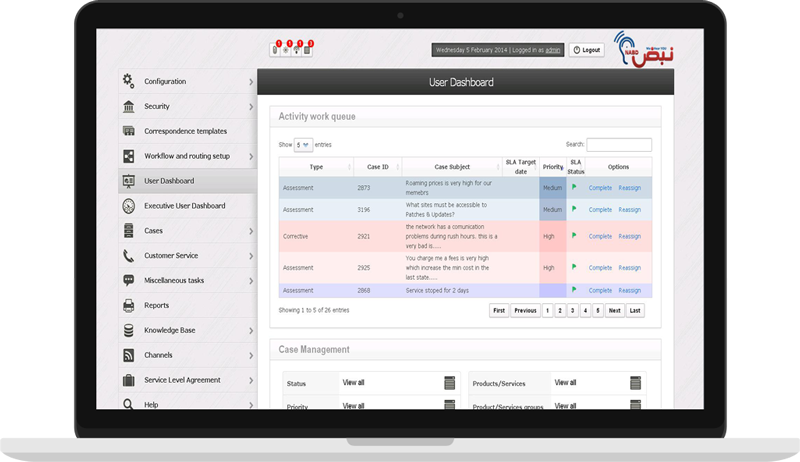 1
1
1
3
Wednesday 5 February 2014 | Logged in as admin
Logout
We Hear YOU
NABD
نبض
Configuration
Security
Correspondence templates
Workflow and routing setup
User Dashboard
Executive User Dashboard
Cases
Customer Service
Miscellaneous tasks
Reports
Knowledge Base
Channels
Service Level Agreement
Help
User Dashboard
Activity work queue
Show 5 entries
Search:
Type Case ID Case Subject SLA Target date Priority SLA Status Options
Assessment 2873 Roaming prices is very high for our memebrs Medium Complete Reassign
Assessment 3196 What sites must be accessible to Patches & Updates? Medium Complete Reassign
Corrective 2921 the network has a comunication problems during rush hours. this is a very bad is..... High Complete Reassign
Assessment 2925 You charge me a fees is very high which increase the min cost in the last state..... High Complete Reassign
Assessment 2868 Service stoped for 2 days Complete Reassign
Showing 1 to 5 of 26 entries
First Previous 1 2 3 4 5 Next Last
Case Management
Status View all
Products/Services View all
Priority View all
Product/Services groups View all